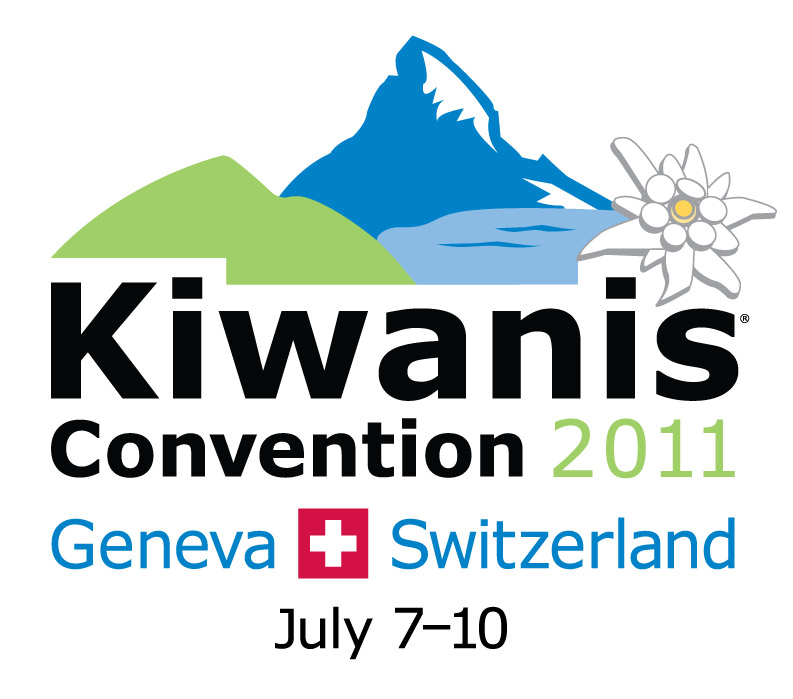 Kiwanis®
Convention 2011
Geneva Switzerland
July 7–10